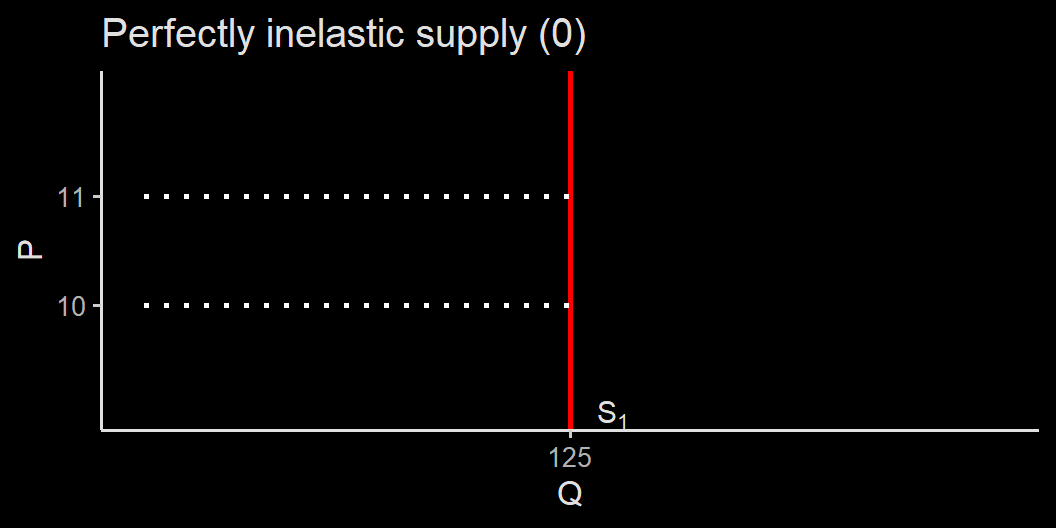 Perfectly inelastic supply (0)
11
P
10
S₁
125
Q